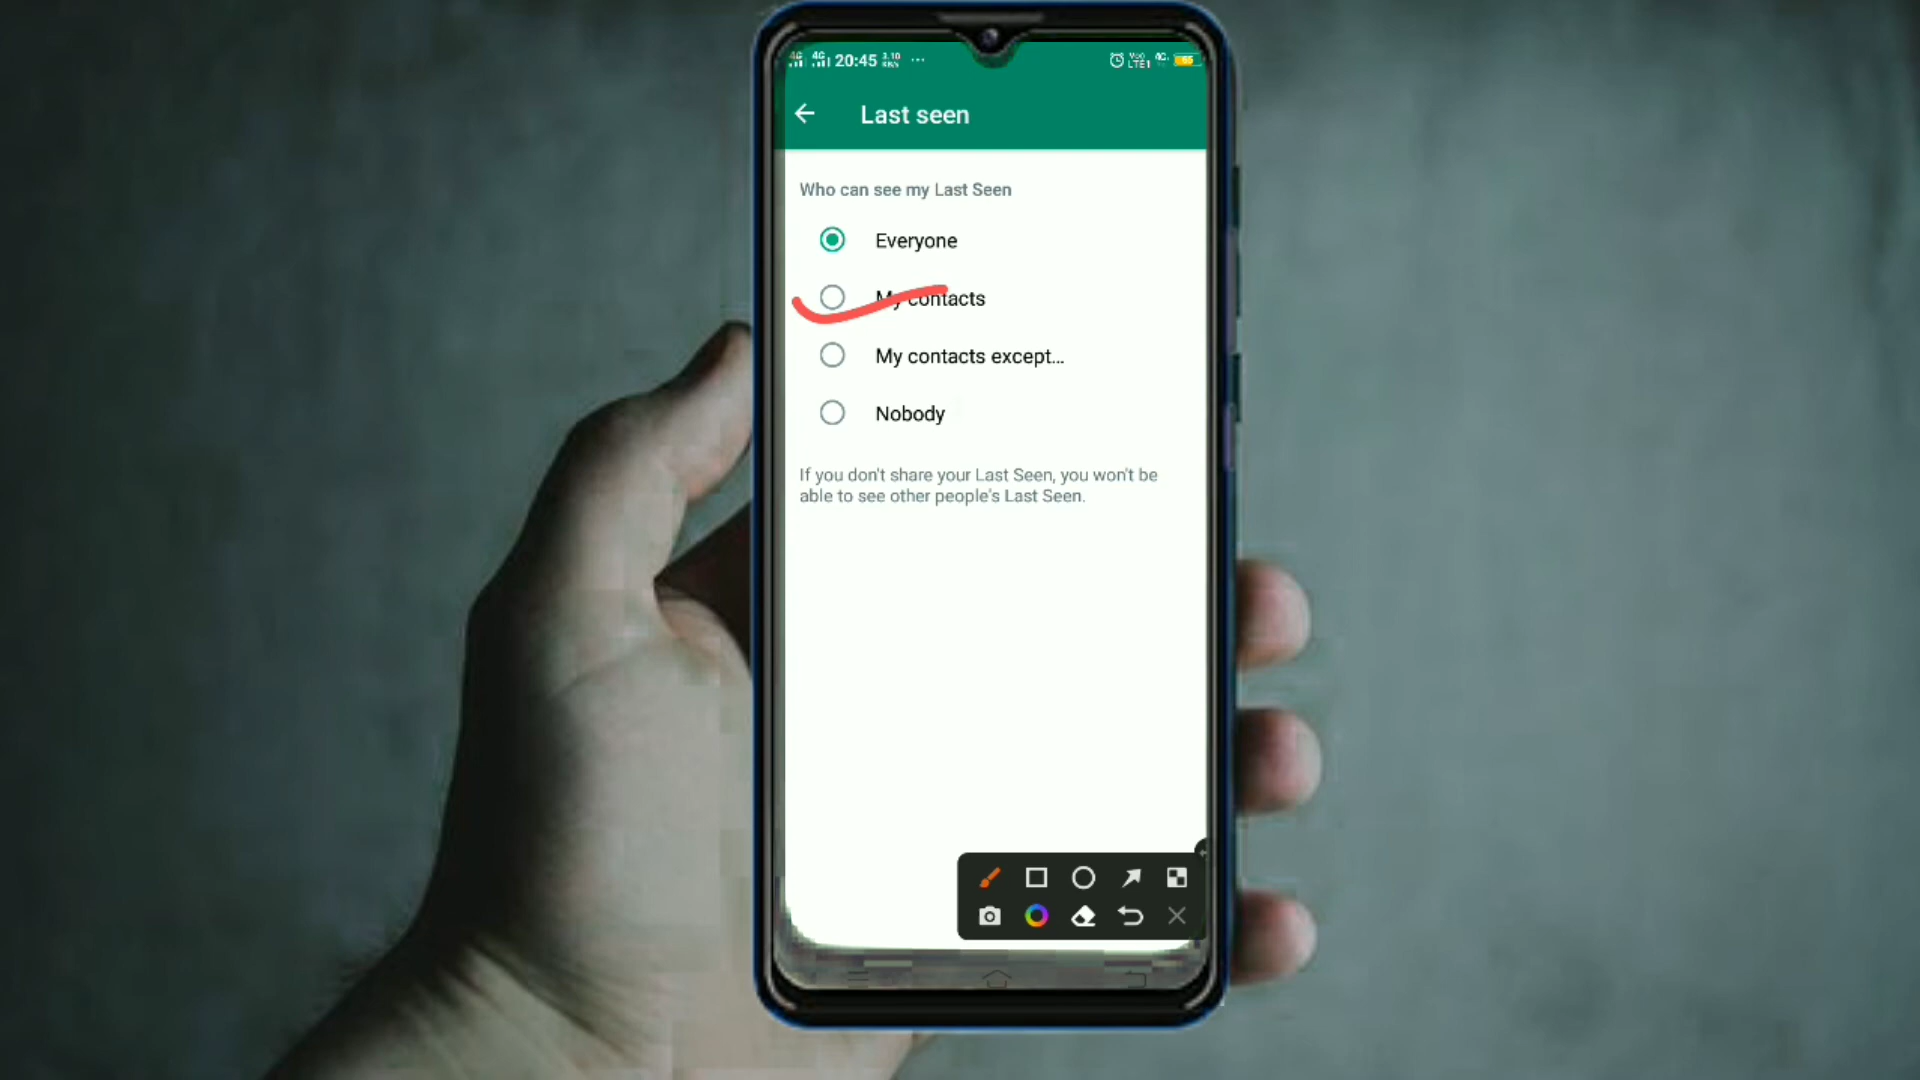 20:45
Last seen
Who can see my Last Seen
Everyone
My contacts
My contacts except...
Nobody
If you don't share your Last Seen, you won't be
able to see other people's Last Seen.